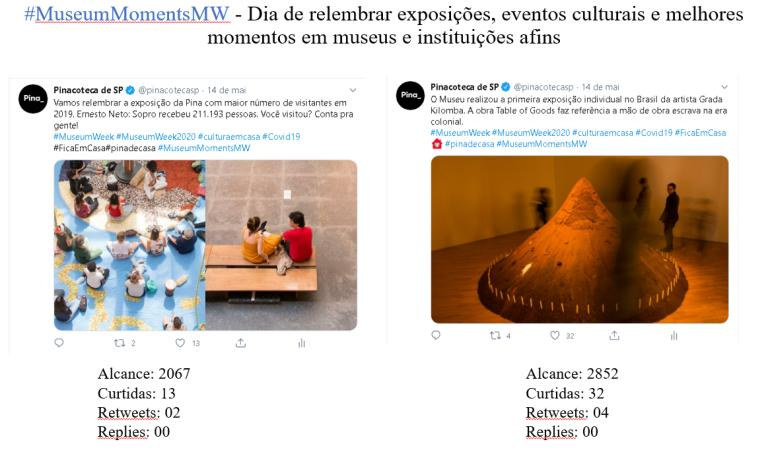 #MuseumMomentsMW - Dia de relembrar exposições, eventos culturais e melhores
momentos em museus e instituições afins
Pina_
Pinacoteca de SP @pinacotecasp · 14 de mai
Vamos relembrar a exposição da Pina com maior número de visitantes em
2019. Ernesto Neto: Sopro recebeu 211.193 pessoas. Você visitou? Conta pra
gente!
#MuseumWeek #MuseumWeek2020 #culturaemcasa #Covid19
#FicaEmCasa#pinadecasa #MuseumMomentsMW
2 13
Alcance: 2067
Curtidas: 13
Retweets: 02
Replies: 00
Pina_
Pinacoteca de SP @pinacotecasp · 14 de mai
O Museu realizou a primeira exposição individual no Brasil da artista Grada
Kilomba. A obra Table of Goods faz referência a mão de obra escrava na era
colonial.
#MuseumWeek #MuseumWeek2020 #culturaemcasa #Covid19 #FicaEmCasa
#pinadecasa #MuseumMomentsMW
4 32
Alcance: 2852
Curtidas: 32
Retweets: 04
Replies: 00